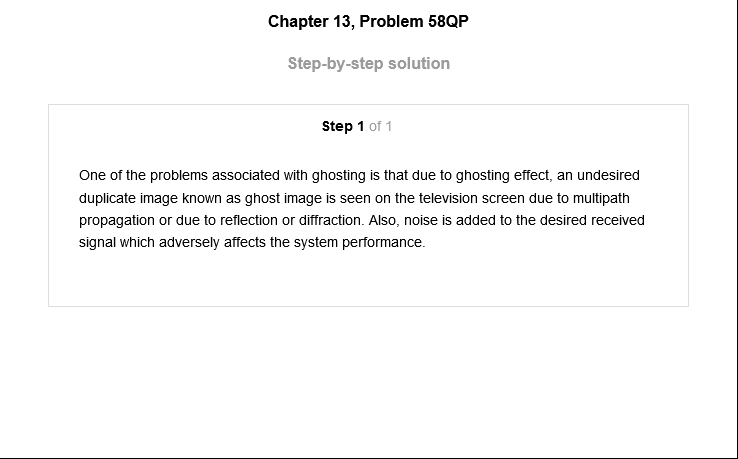 Chapter 13, Problem 58QP
Step-by-step solution
Step 1 of 1
One of the problems associated with ghosting is that due to ghosting effect, an undesired
duplicate image known as ghost image is seen on the television screen due to multipath
propagation or due to reflection or diffraction. Also, noise is added to the desired received
signal which adversely affects the system performance.